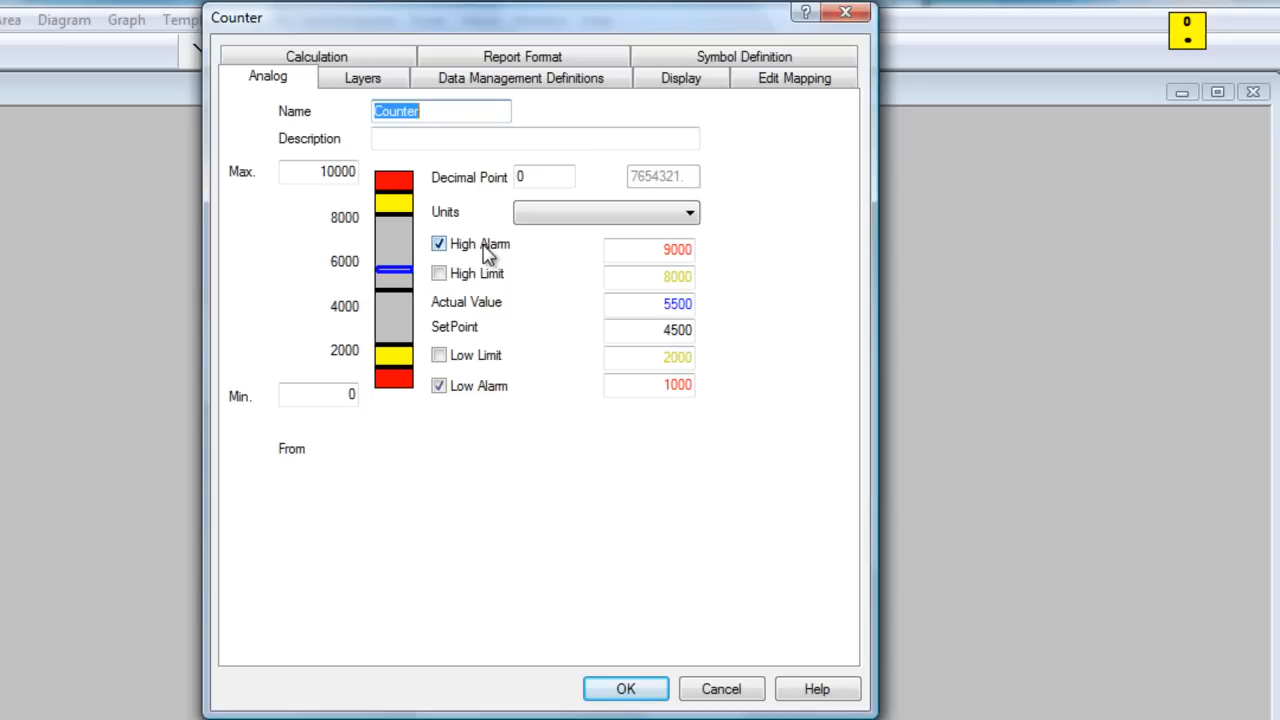 Counter
Area Diagram Graph
0
Calculation Report Format Symbol Definition
Analog Layers Data Management Definitions Display Edit Mapping
Name Counter
Description
Max. 10000
Decimal Point 0 7654321.
8000 Units
High Alarm 9000
6000
High Limit 8000
4000 Actual Value 5500
SetPoint 4500
2000 Low Limit 2000
Low Alarm 1000
Min. 0
From
OK Cancel Help